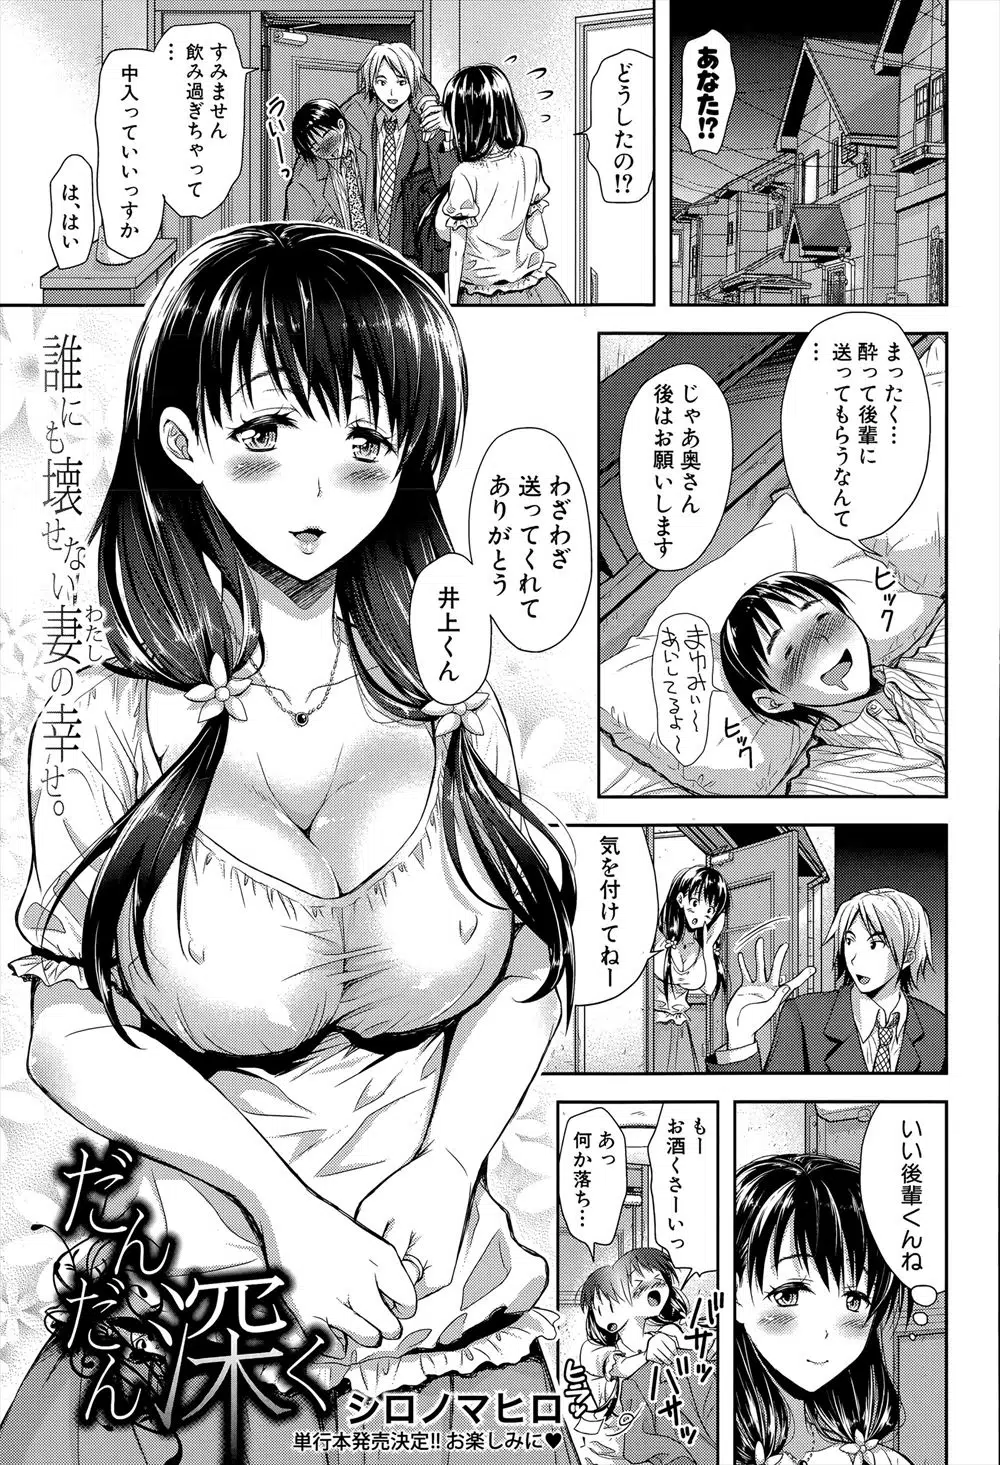 あなた!?
どうしたの!?
すみません
飲み過ぎちゃって
…
中入っていいっすか
は、はい
うぃーっ
まったく…
酔って後輩に
送ってもらうなんて
…
じゃあ奥さん
後はお願いします
ヒック
まゆみぃ〜
あいしてるよ〜
ヒック
わざわざ
送ってくれて
ありがとう
井上くん
誰にも壊せない妻の幸せ。
わたし
気を付けてねー
いい後輩くんね
もー
お酒くさーいっ
あっ
何か落ち…
バサバサッ
だんだん深く
シロノマヒロ
単行本発売決定!! お楽しみに♥